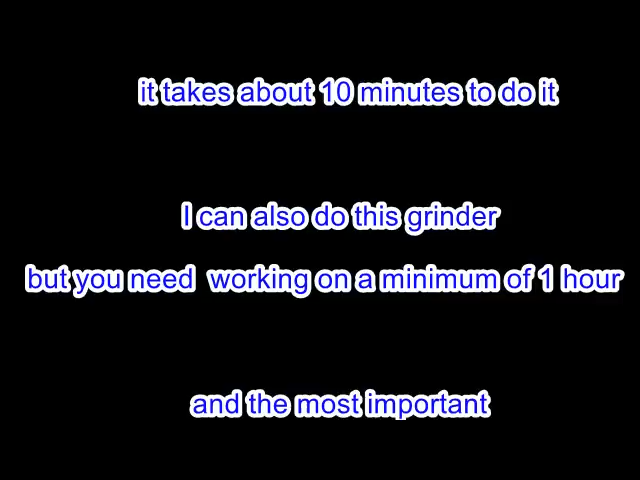 it takes about 10 minutes to do it
I can also do this grinder
but you need  working on a minimum of 1 hour
and the most important